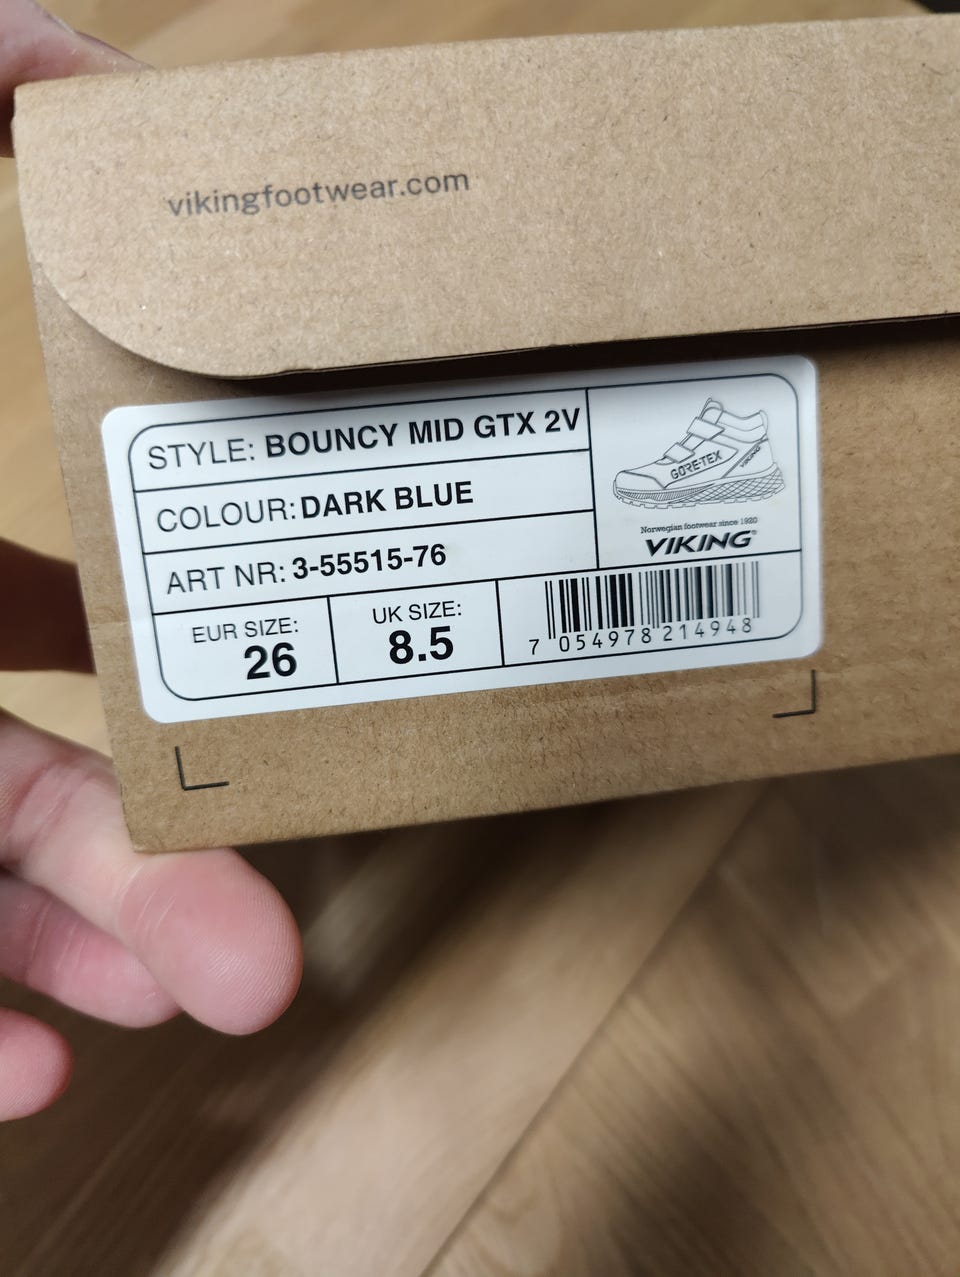 vikingfootwear.com
STYLE: BOUNCY MID GTX 2V
COLOUR: DARK BLUE
ART NR: 3-55515-76
EUR SIZE:
26
UK SIZE:
8.5
GORE-TEX
VIKING
Norwegian footwear since 1920
VIKING®
7 054978 214948